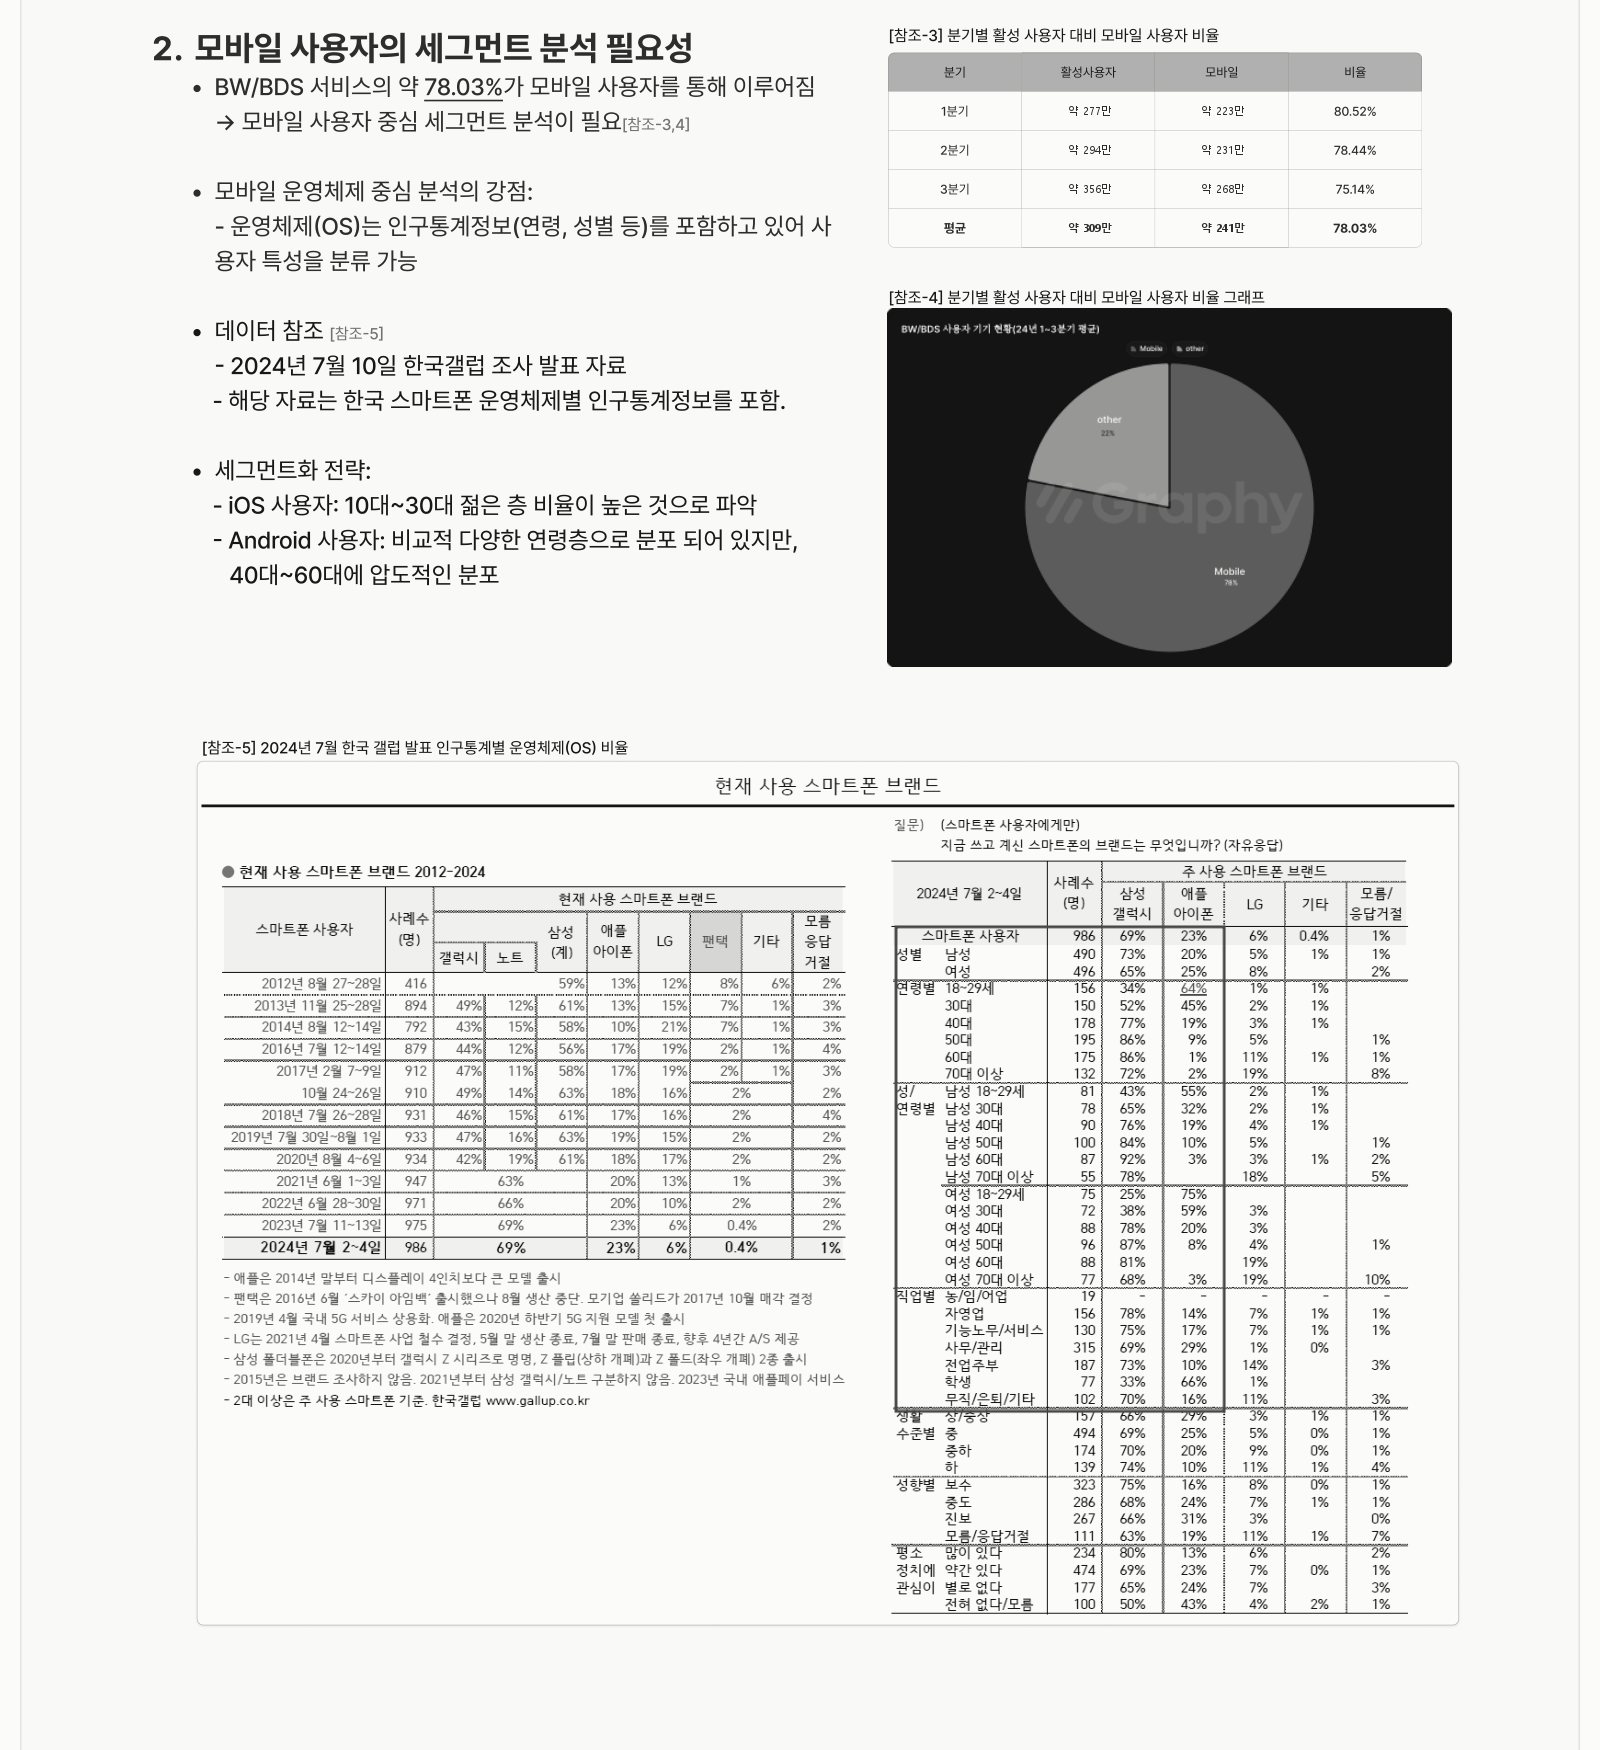 2. 모바일 사용자의 세그먼트 분석 필요성
• BW/BDS 서비스의 약 78.03%가 모바일 사용자를 통해 이루어짐
→ 모바일 사용자 중심 세그먼트 분석이 필요[참조-3,4]
• 모바일 운영체제 중심 분석의 강점:
- 운영체제(OS)는 인구통계정보(연령, 성별 등)를 포함하고 있어 사
용자 특성을 분류 가능
• 데이터 참조 [참조-5]
- 2024년 7월 10일 한국갤럽 조사 발표 자료
- 해당 자료는 한국 스마트폰 운영체제별 인구통계정보를 포함.
• 세그먼트화 전략:
- iOS 사용자: 10대~30대 젊은 층 비율이 높은 것으로 파악
- Android 사용자: 비교적 다양한 연령층으로 분포 되어 있지만,
40대~60대에 압도적인 분포
[참조-3] 분기별 활성 사용자 대비 모바일 사용자 비율
분기 활성사용자 모바일 비율
1분기 약 277만 약 223만 80.52%
2분기 약 294만 약 231만 78.44%
3분기 약 356만 약 268만 75.14%
평균 약 309만 약 241만 78.03%
[참조-4] 분기별 활성 사용자 대비 모바일 사용자 비율 그래프
BW/BDS 사용자 기기 현황(24년 1~3분기 평균)
Mobile other
other
22%
Graphy
Mobile
78%
[참조-5] 2024년 7월 한국 갤럽 발표 인구통계별 운영체제(OS) 비율
현재 사용 스마트폰 브랜드
● 현재 사용 스마트폰 브랜드 2012-2024
스마트폰 사용자 사례수 (명) 현재 사용 스마트폰 브랜드
갤럭시 노트 삼성 (계) 애플 아이폰 LG 팬택 기타 모름 응답 거절
2012년 8월 27~28일 416 59% 13% 12% 8% 6% 2%
2013년 11월 25~28일 894 49% 12% 61% 13% 15% 7% 1% 3%
2014년 8월 12~14일 792 43% 15% 58% 10% 21% 7% 1% 3%
2016년 7월 12~14일 879 44% 12% 56% 17% 19% 2% 1% 4%
2017년 2월 7~9일 912 47% 11% 58% 17% 19% 2% 1% 3%
10월 24~26일 910 49% 14% 63% 18% 16% 2% 2%
2018년 7월 26~28일 931 46% 15% 61% 17% 16% 2% 4%
2019년 7월 30일~8월 1일 933 47% 16% 63% 19% 15% 2% 2%
2020년 8월 4~6일 934 42% 19% 61% 18% 17% 2% 2%
2021년 6월 1~3일 947 63% 20% 13% 1% 3%
2022년 6월 28~30일 971 66% 20% 10% 2% 2%
2023년 7월 11~13일 975 69% 23% 6% 0.4% 2%
2024년 7월 2~4일 986 69% 23% 6% 0.4% 1%
- 애플은 2014년 말부터 디스플레이 4인치보다 큰 모델 출시
- 팬택은 2016년 6월 '스카이 아임백' 출시했으나 8월 생산 중단. 모기업 쏠리드가 2017년 10월 매각 결정
- 2019년 4월 국내 5G 서비스 상용화. 애플은 2020년 하반기 5G 지원 모델 첫 출시
- LG는 2021년 4월 스마트폰 사업 철수 결정, 5월 말 생산 종료, 7월 말 판매 종료, 향후 4년간 A/S 제공
- 삼성 폴더블폰은 2020년부터 갤럭시 Z 시리즈로 명명, Z 플립(상하 개폐)과 Z 폴드(좌우 개폐) 2종 출시
- 2015년은 브랜드 조사하지 않음. 2021년부터 삼성 갤럭시/노트 구분하지 않음. 2023년 국내 애플페이 서비스
- 2대 이상은 주 사용 스마트폰 기준. 한국갤럽 www.gallup.co.kr
질문) (스마트폰 사용자에게만)
지금 쓰고 계신 스마트폰의 브랜드는 무엇입니까? (자유응답)
2024년 7월 2~4일 사례수 (명) 주 사용 스마트폰 브랜드
삼성 갤럭시 애플 아이폰 LG 기타 모름/ 응답거절
스마트폰 사용자 986 69% 23% 6% 0.4% 1%
성별 남성 490 73% 20% 5% 1% 1%
여성 496 65% 25% 8% 2%
연령별 18~29세 156 34% 64% 1% 1%
30대 150 52% 45% 2% 1%
40대 178 77% 19% 3% 1%
50대 195 86% 9% 5% 1%
60대 175 86% 1% 11% 1% 1%
70대 이상 132 72% 2% 19% 8%
성/ 남성 18~29세 81 43% 55% 2% 1%
연령별 남성 30대 78 65% 32% 2% 1%
남성 40대 90 76% 19% 4% 1%
남성 50대 100 84% 10% 5% 1%
남성 60대 87 92% 3% 3% 1% 2%
남성 70대 이상 55 78% 18% 5%
여성 18~29세 75 25% 75%
여성 30대 72 38% 59% 3%
여성 40대 88 78% 20% 3%
여성 50대 96 87% 8% 4% 1%
여성 60대 88 81% 19%
여성 70대 이상 77 68% 3% 19% 10%
직업별 농/임/어업 19 - - - - -
자영업 156 78% 14% 7% 1% 1%
기능노무/서비스 130 75% 17% 7% 1% 1%
사무/관리 315 69% 29% 1% 0%
전업주부 187 73% 10% 14% 3%
학생 77 33% 66% 1%
무직/은퇴/기타 102 70% 16% 11% 3%
생활 상/중상 157 66% 29% 3% 1% 1%
수준별 중 494 69% 25% 5% 0% 1%
중하 174 70% 20% 9% 0% 1%
하 139 74% 10% 11% 1% 4%
성향별 보수 323 75% 16% 8% 0% 1%
중도 286 68% 24% 7% 1% 1%
진보 267 66% 31% 3% 0%
모름/응답거절 111 63% 19% 11% 1% 7%
평소 많이 있다 234 80% 13% 6% 2%
정치에 약간 있다 474 69% 23% 7% 0% 1%
관심이 별로 없다 177 65% 24% 7% 3%
전혀 없다/모름 100 50% 43% 4% 2% 1%